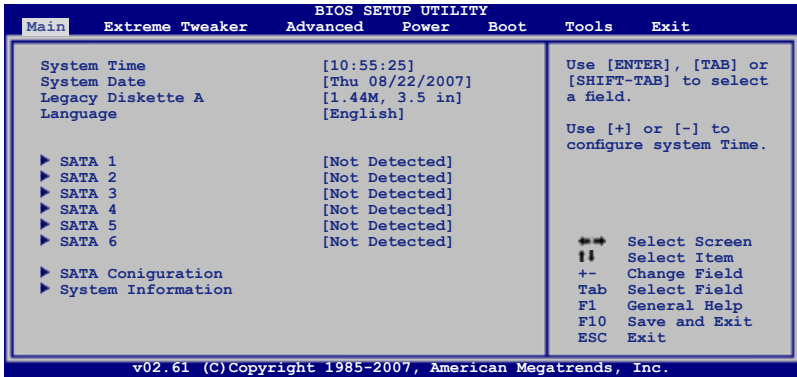 BIOS SETUP UTILITY
Main Extreme Tweaker Advanced Power Boot Tools Exit
System Time [10:55:25]
System Date [Thu 08/22/2007]
Legacy Diskette A [1.44M, 3.5 in]
Language [English]
SATA 1 [Not Detected]
SATA 2 [Not Detected]
SATA 3 [Not Detected]
SATA 4 [Not Detected]
SATA 5 [Not Detected]
SATA 6 [Not Detected]
SATA Coniguration
System Information
Use [ENTER], [TAB] or
[SHIFT-TAB] to select
a field.
Use [+] or [-] to
configure system Time.
Select Screen
Select Item
+- Change Field
Tab Select Field
F1 General Help
F10 Save and Exit
ESC Exit
v02.61 (C)Copyright 1985-2007, American Megatrends, Inc.